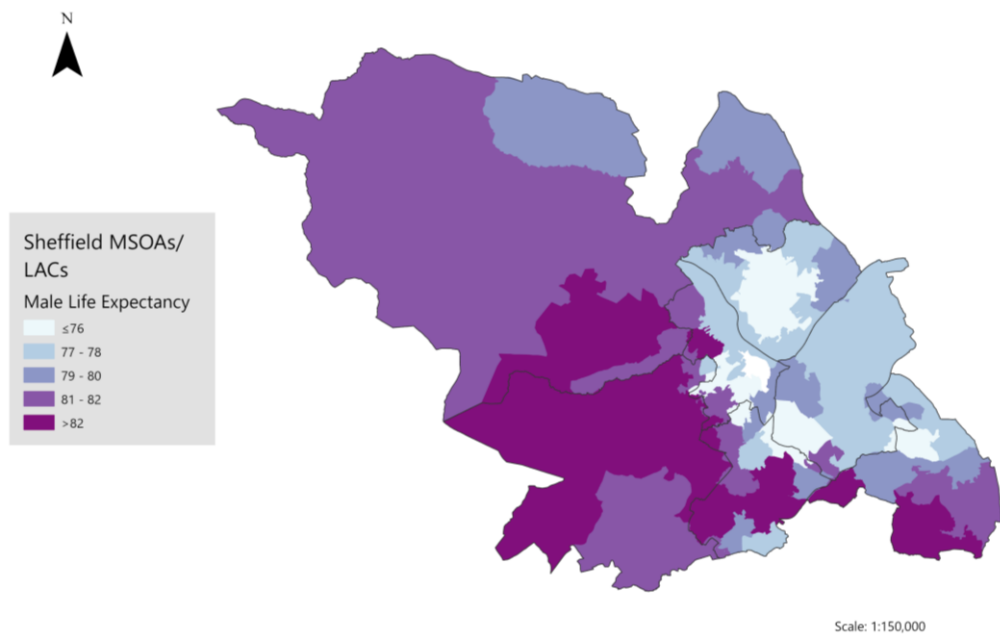 N
Sheffield MSOAs/
LACs
Male Life Expectancy
≤76
77 - 78
79 - 80
81 - 82
>82
Scale: 1:150,000